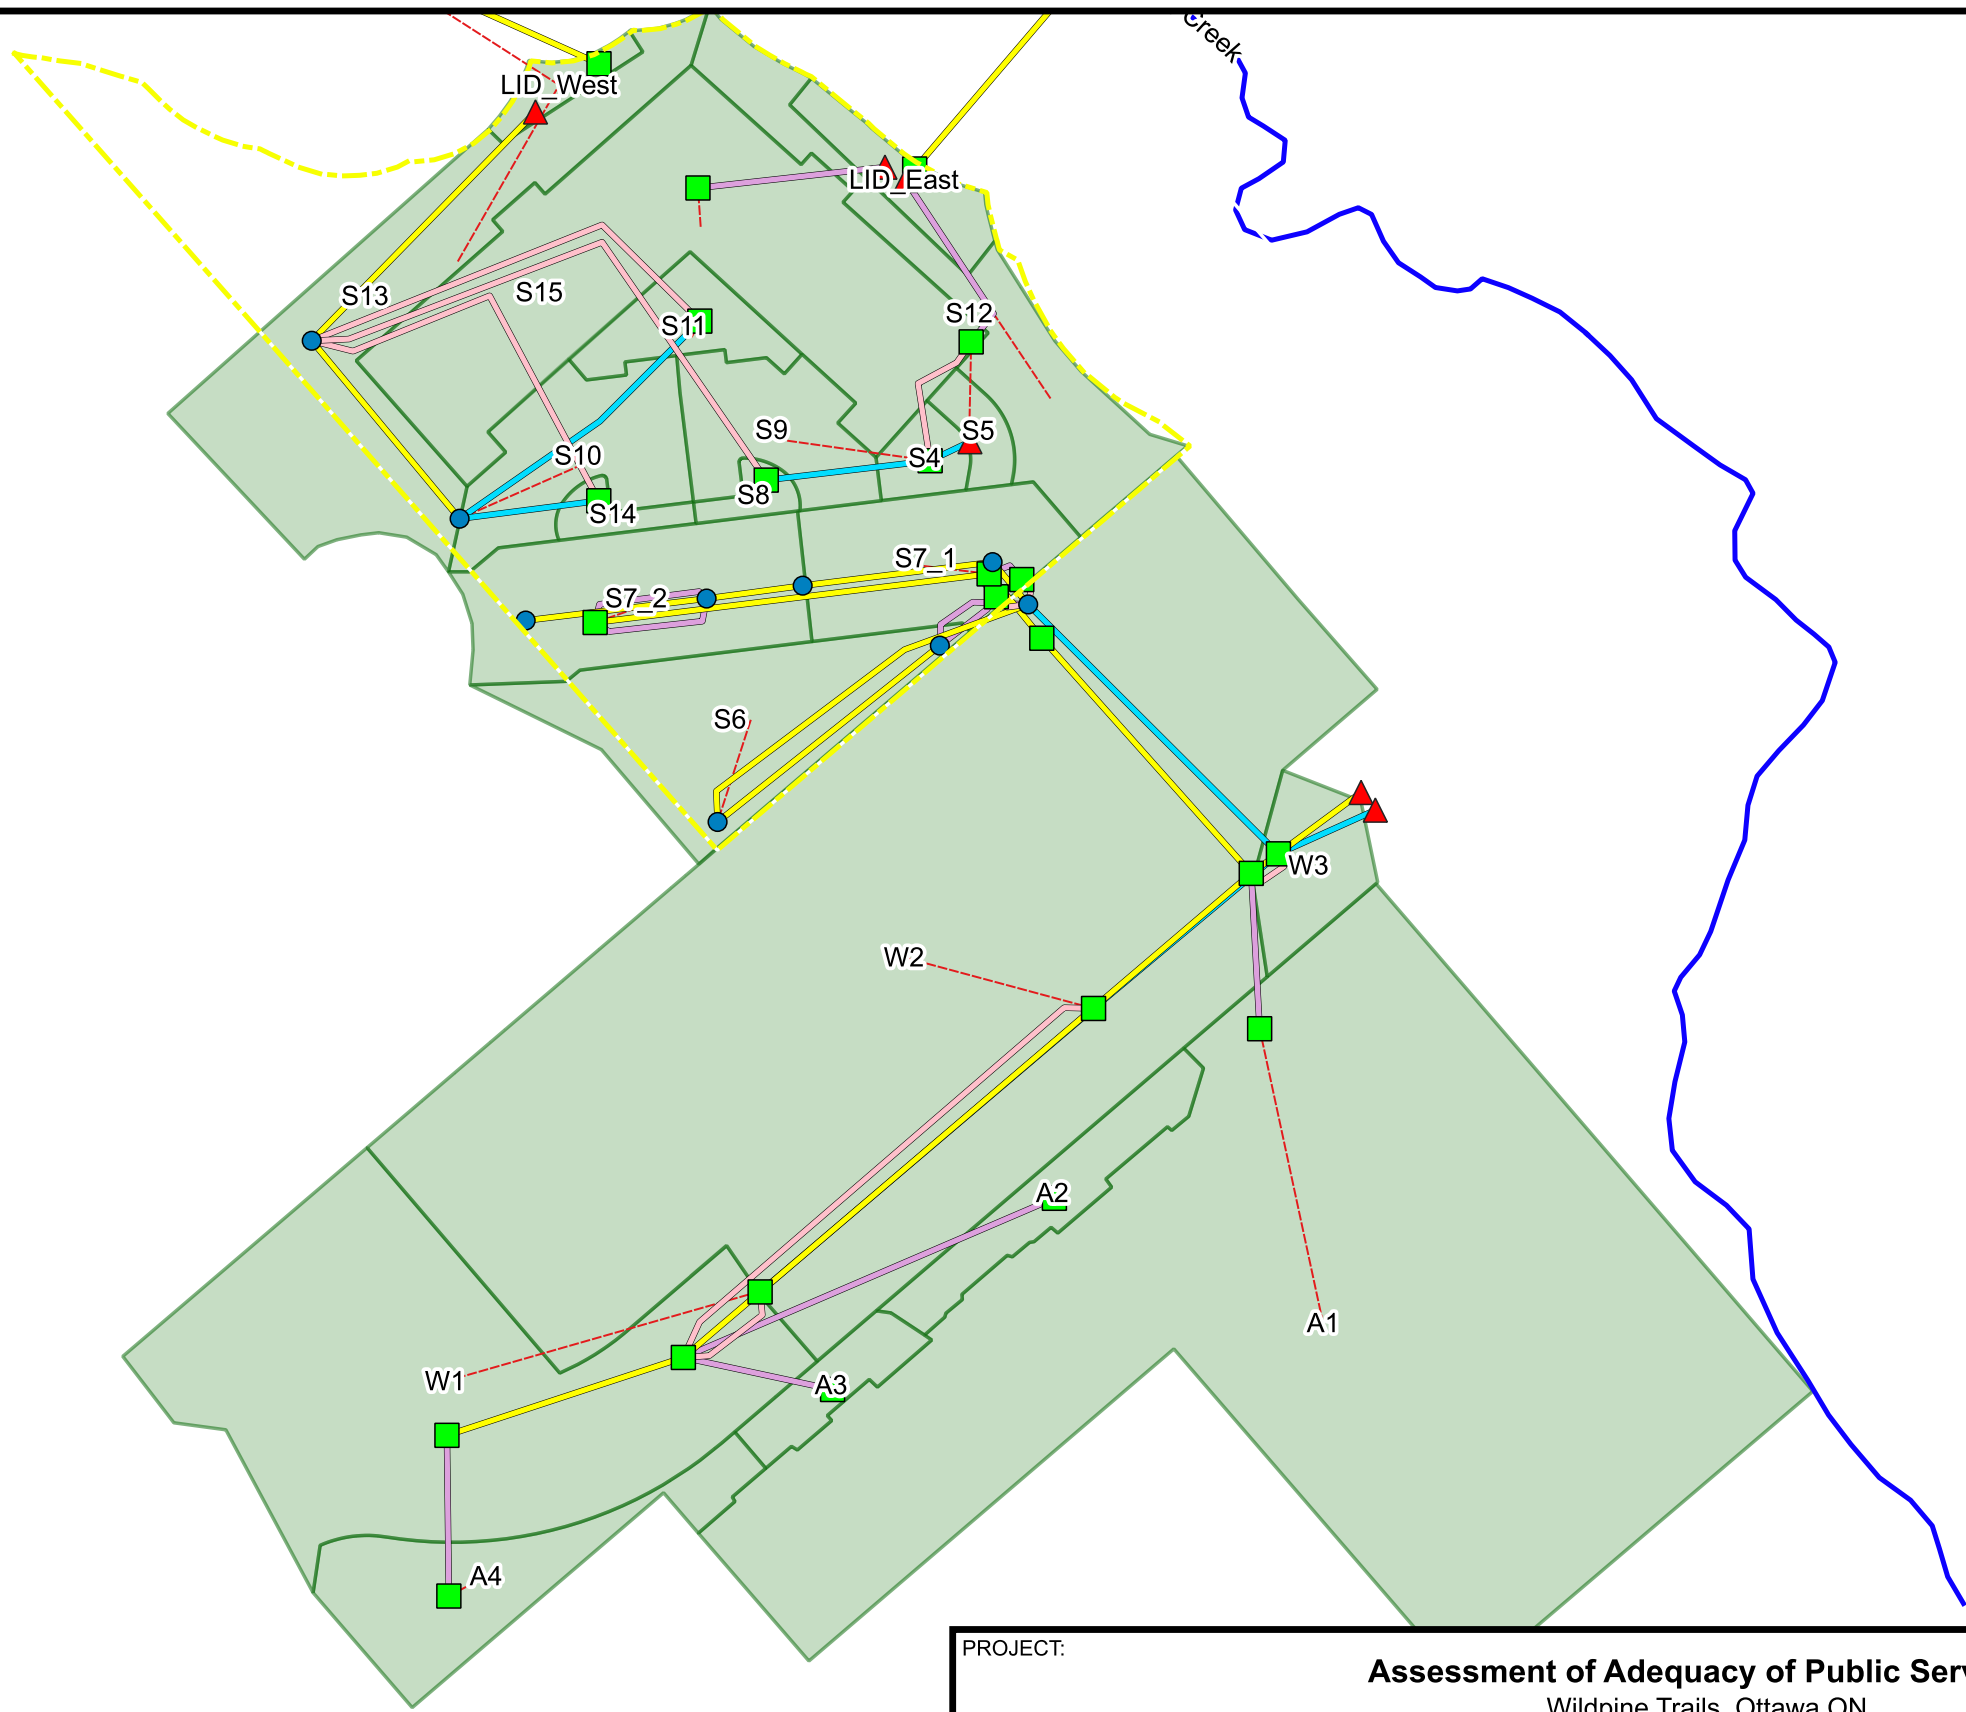 Creek
LID_West
LID_East
S13
S15
S11
S12
S9
S5
S10
S4
S8
S14
S7_1
S7_2
S6
W3
W2
A2
A1
W1
A3
A4
PROJECT:
Assessment of Adequacy of Public Serv
Wildpine Trails, Ottawa ON